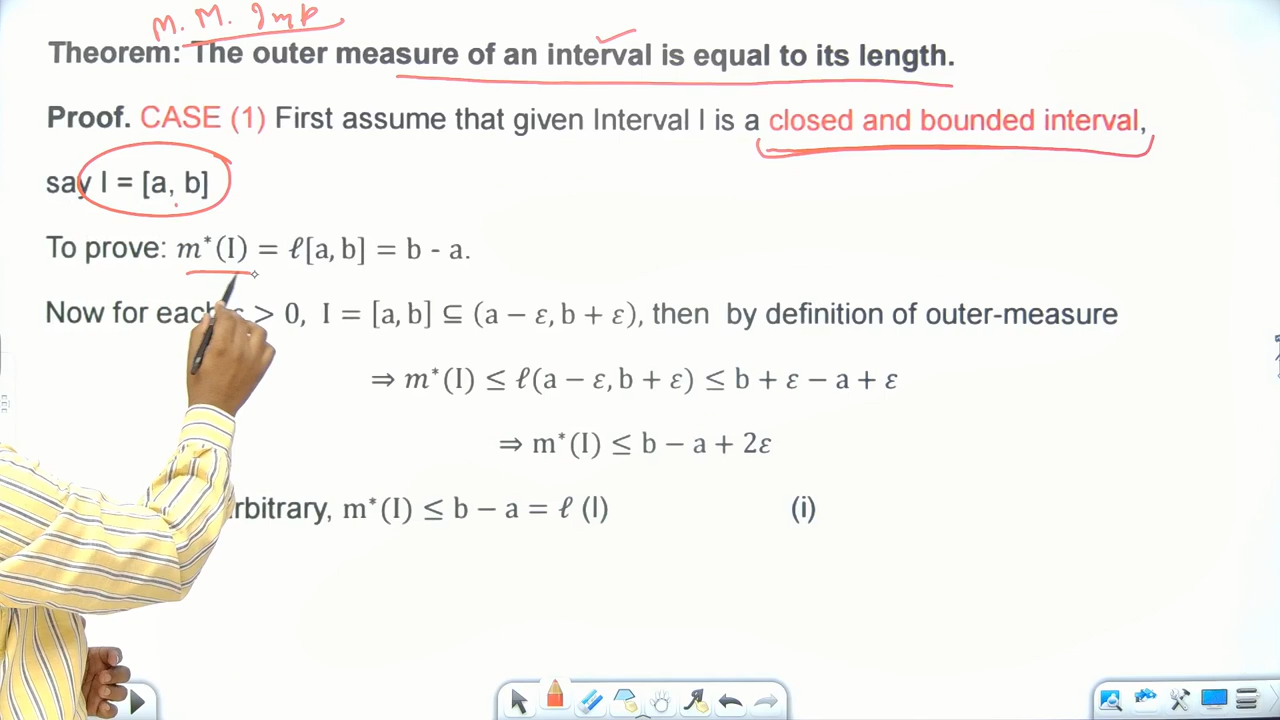 M. M. Imp
Theorem: The outer measure of an interval is equal to its length.
Proof. CASE (1) First assume that given Interval I is a closed and bounded interval,
say I = [a, b]
To prove: m*(I) = ℓ[a, b] = b - a.
Now for each > 0, I = [a, b] ⊆ (a − ε, b + ε), then by definition of outer-measure
⇒ m*(I) ≤ ℓ(a − ε, b + ε) ≤ b + ε − a + ε
⇒ m*(I) ≤ b − a + 2ε
rbitrary, m*(I) ≤ b − a = ℓ (I) (i)